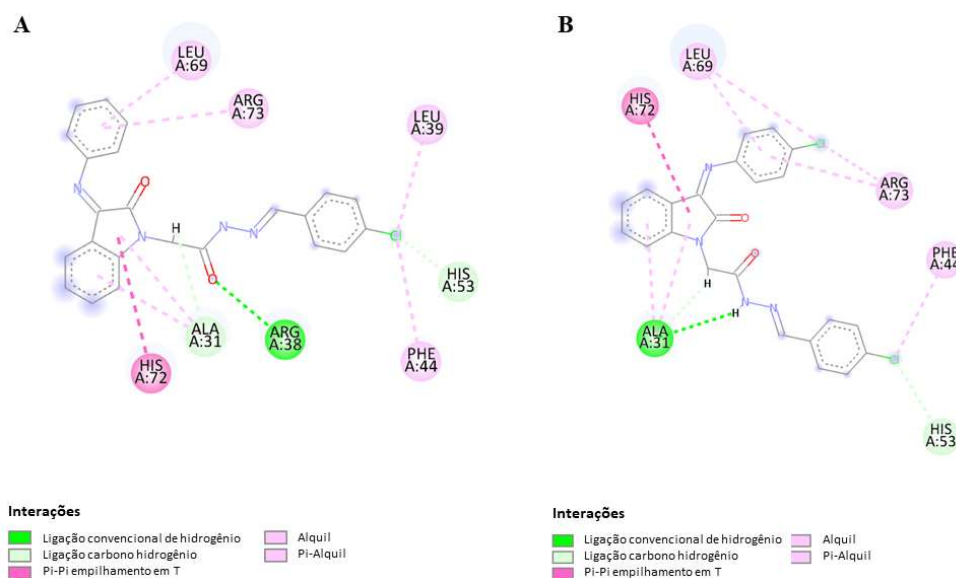 A
LEU
A:69
ARG
A:73
LEU
A:39
N
O
N
H
N
N
Cl
O
HIS
A:53
ALA
A:31
ARG
A:38
PHE
A:44
HIS
A:72
Interações
Ligação convencional de hidrogênio
Ligação carbono hidrogênio
Pi-Pi empilhamento em T
Alquil
Pi-Alquil
B
LEU
A:69
HIS
A:72
Cl
N
ARG
A:73
O
N
PHE
A:44
H
O
N
N
H
ALA
A:31
Cl
HIS
A:53
Interações
Ligação convencional de hidrogênio
Ligação carbono hidrogênio
Pi-Pi empilhamento em T
Alquil
Pi-Alquil